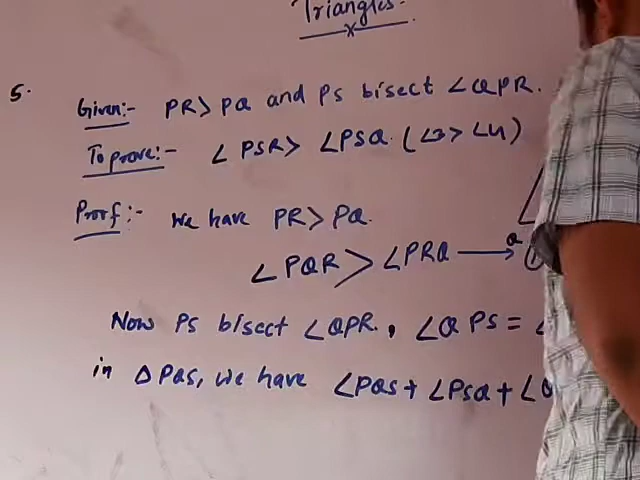 Triangles.
x
5.
Given:- PR > PQ and PS bisect ∠QPR.
To prove:- ∠PSR > ∠PSQ. (∠3 > ∠4)
Proof:- We have PR > PQ.
∠PQR > ∠PRQ ⟶
Q
Now PS bisect ∠QPR, ∠QPS = ∠
in ΔPQS, we have ∠PQS + ∠PSQ + ∠Q